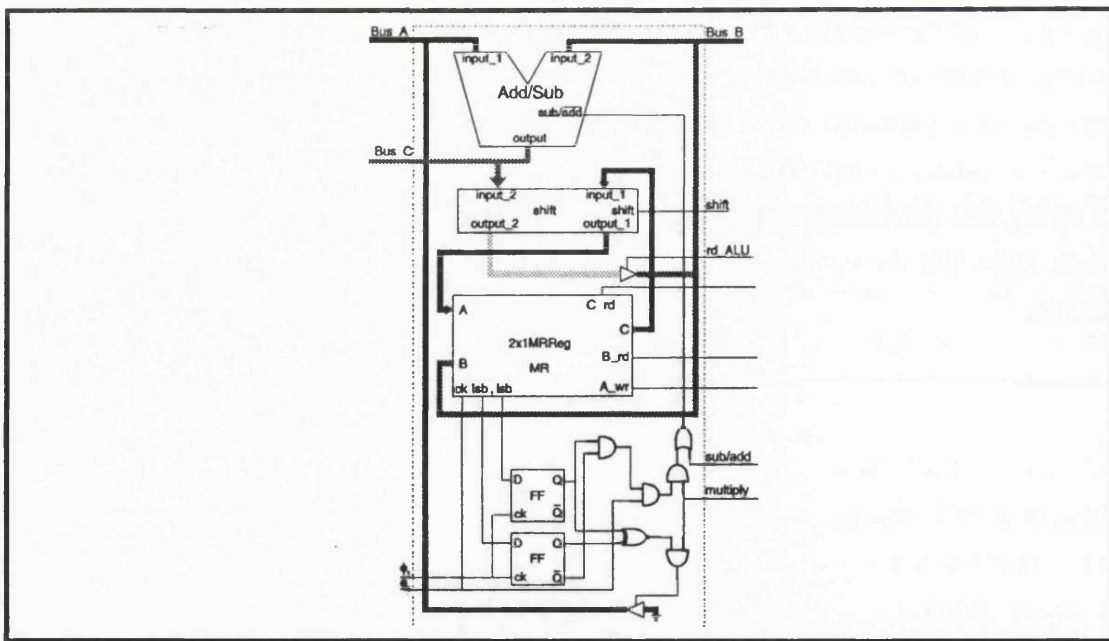 Bus A
Bus B
input_1 input_2
Add/Sub
sub/add
output
Bus C
input_2 input_1
shift shift
shift
output_2 output_1
rd_ALU
C_rd
A
C
2x1MRReg
B_rd
B
MR
A_wr
ck lsb lsb
sub/add
D Q
FF
multiply
ck Q
D Q
FF
ck Q